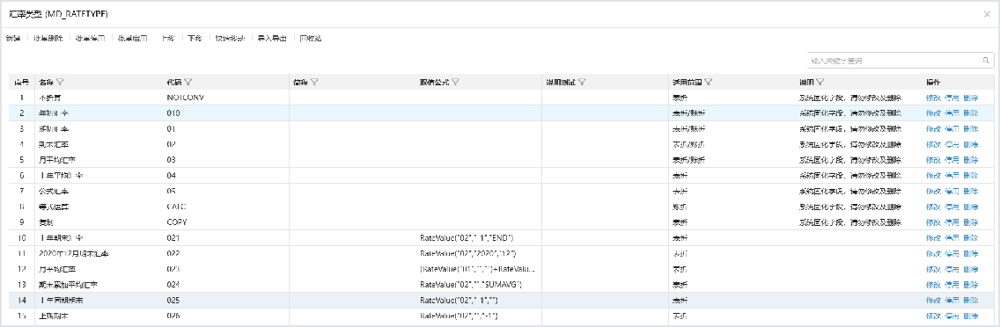 汇率类型 (MD_RATETYPE)
新建 批量删除 批量停用 批量启用 上移 下移 快速移动 导入导出 回收站
输入关键字查询
序号 名称 代码 简称 取值公式 说明测试 适用范围 说明 操作
1 不折算 NOTCONV 表折 系统固化字段，请勿修改及删除 修改 停用 删除
2 年初汇率 010 表折/账折 系统固化字段，请勿修改及删除 修改 停用 删除
3 期初汇率 01 表折/账折 系统固化字段，请勿修改及删除 修改 停用 删除
4 期末汇率 02 表折/账折 系统固化字段，请勿修改及删除 修改 停用 删除
5 月平均汇率 03 表折/账折 系统固化字段，请勿修改及删除 修改 停用 删除
6 上年平均汇率 04 表折 系统固化字段，请勿修改及删除 修改 停用 删除
7 公式汇率 05 表折 系统固化字段，请勿修改及删除 修改 停用 删除
8 等式运算 CALC 账折 系统固化字段，请勿修改及删除 修改 停用 删除
9 复制 COPY 表折 系统固化字段，请勿修改及删除 修改 停用 删除
10 上年期末汇率 021 RateValue("02","-1","END") 表折 修改 停用 删除
11 2020年12月期末汇率 022 RateValue("02","2020","12") 表折 修改 停用 删除
12 月平均汇率 023 (RateValue("01","","")+RateValu... 表折 修改 停用 删除
13 期末累加平均汇率 024 RateValue("02","","SUMAVG") 表折 修改 停用 删除
14 上年同期期末 025 RateValue("02","-1","") 表折 修改 停用 删除
15 上期期末 026 RateValue("02","","-1") 表折 修改 停用 删除